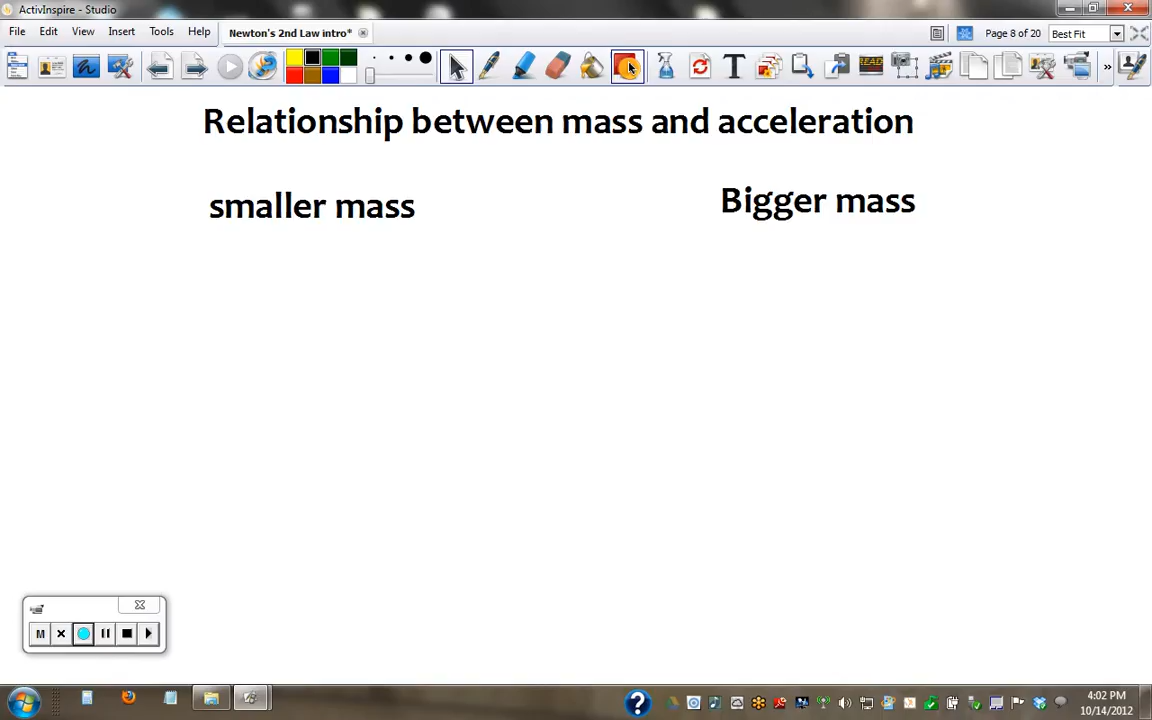 ActivInspire - Studio
File Edit View Insert Tools Help
Newton's 2nd Law intro*
Page 8 of 20
Best Fit
T
READ
»
Relationship between mass and acceleration
smaller mass
Bigger mass
M
?
4:02 PM
10/14/2012